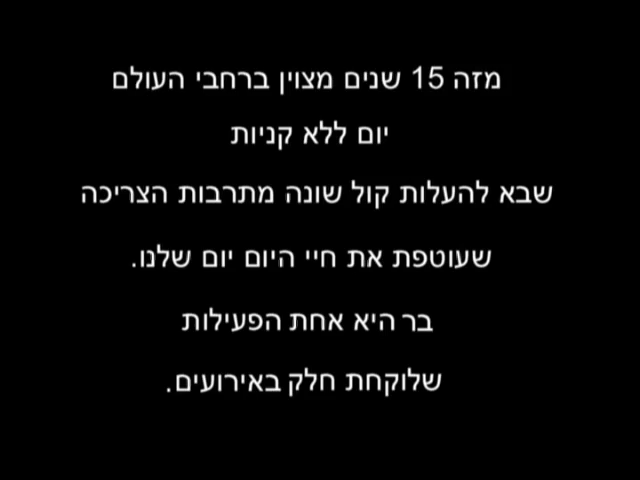 מזה 15 שנים מצוין ברחבי העולם
יום ללא קניות
שבא להעלות קול שונה מתרבות הצריכה
שעוטפת את חיי היום יום שלנו.
בר היא אחת הפעילות
שלוקחת חלק באירועים.